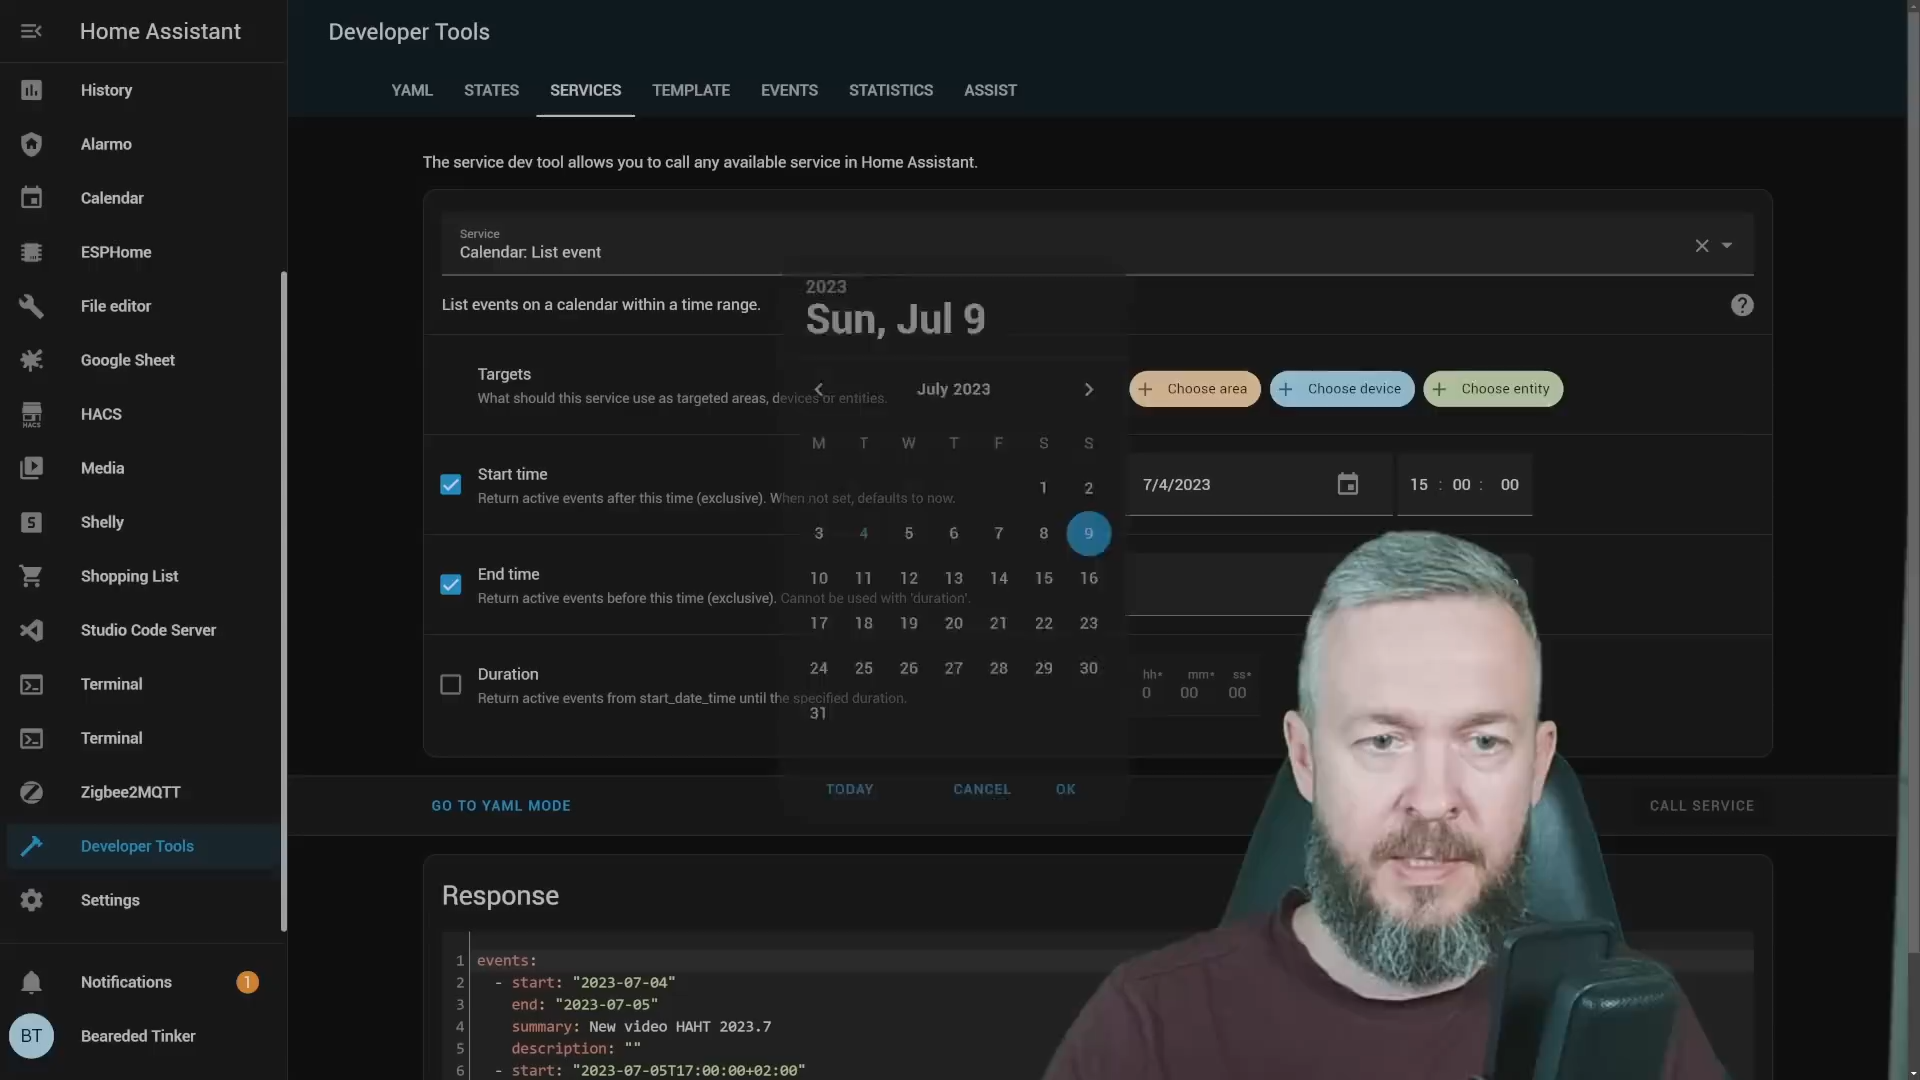 Home Assistant
History
Alarmo
Calendar
ESPHome
File editor
Google Sheet
HACS
HACS
Media
Shelly
Shopping List
Studio Code Server
Terminal
Terminal
Zigbee2MQTT
Developer Tools
Settings
Notifications 1
BT Bearded Tinker
Developer Tools
YAML STATES SERVICES TEMPLATE EVENTS STATISTICS ASSIST
The service dev tool allows you to call any available service in Home Assistant.
Service
Calendar: List event
List events on a calendar within a time range.
Targets
What should this service use as targeted areas, devices or entities.
Choose area Choose device Choose entity
Start time
Return active events after this time (exclusive). When not set, defaults to now.
7/4/2023 15 : 00 : 00
End time
Return active events before this time (exclusive). Cannot be used with 'duration'.
Duration
Return active events from start_date_time until the specified duration.
hh* mm* ss*
0 00 00
2023
Sun, Jul 9
July 2023
M T W T F S S
1 2
3 4 5 6 7 8 9
10 11 12 13 14 15 16
17 18 19 20 21 22 23
24 25 26 27 28 29 30
31
TODAY CANCEL OK
GO TO YAML MODE CALL SERVICE
Response
1 events:
2 - start: "2023-07-04"
3 end: "2023-07-05"
4 summary: New video HAHT 2023.7
5 description: ""
6 - start: "2023-07-05T17:00:00+02:00"